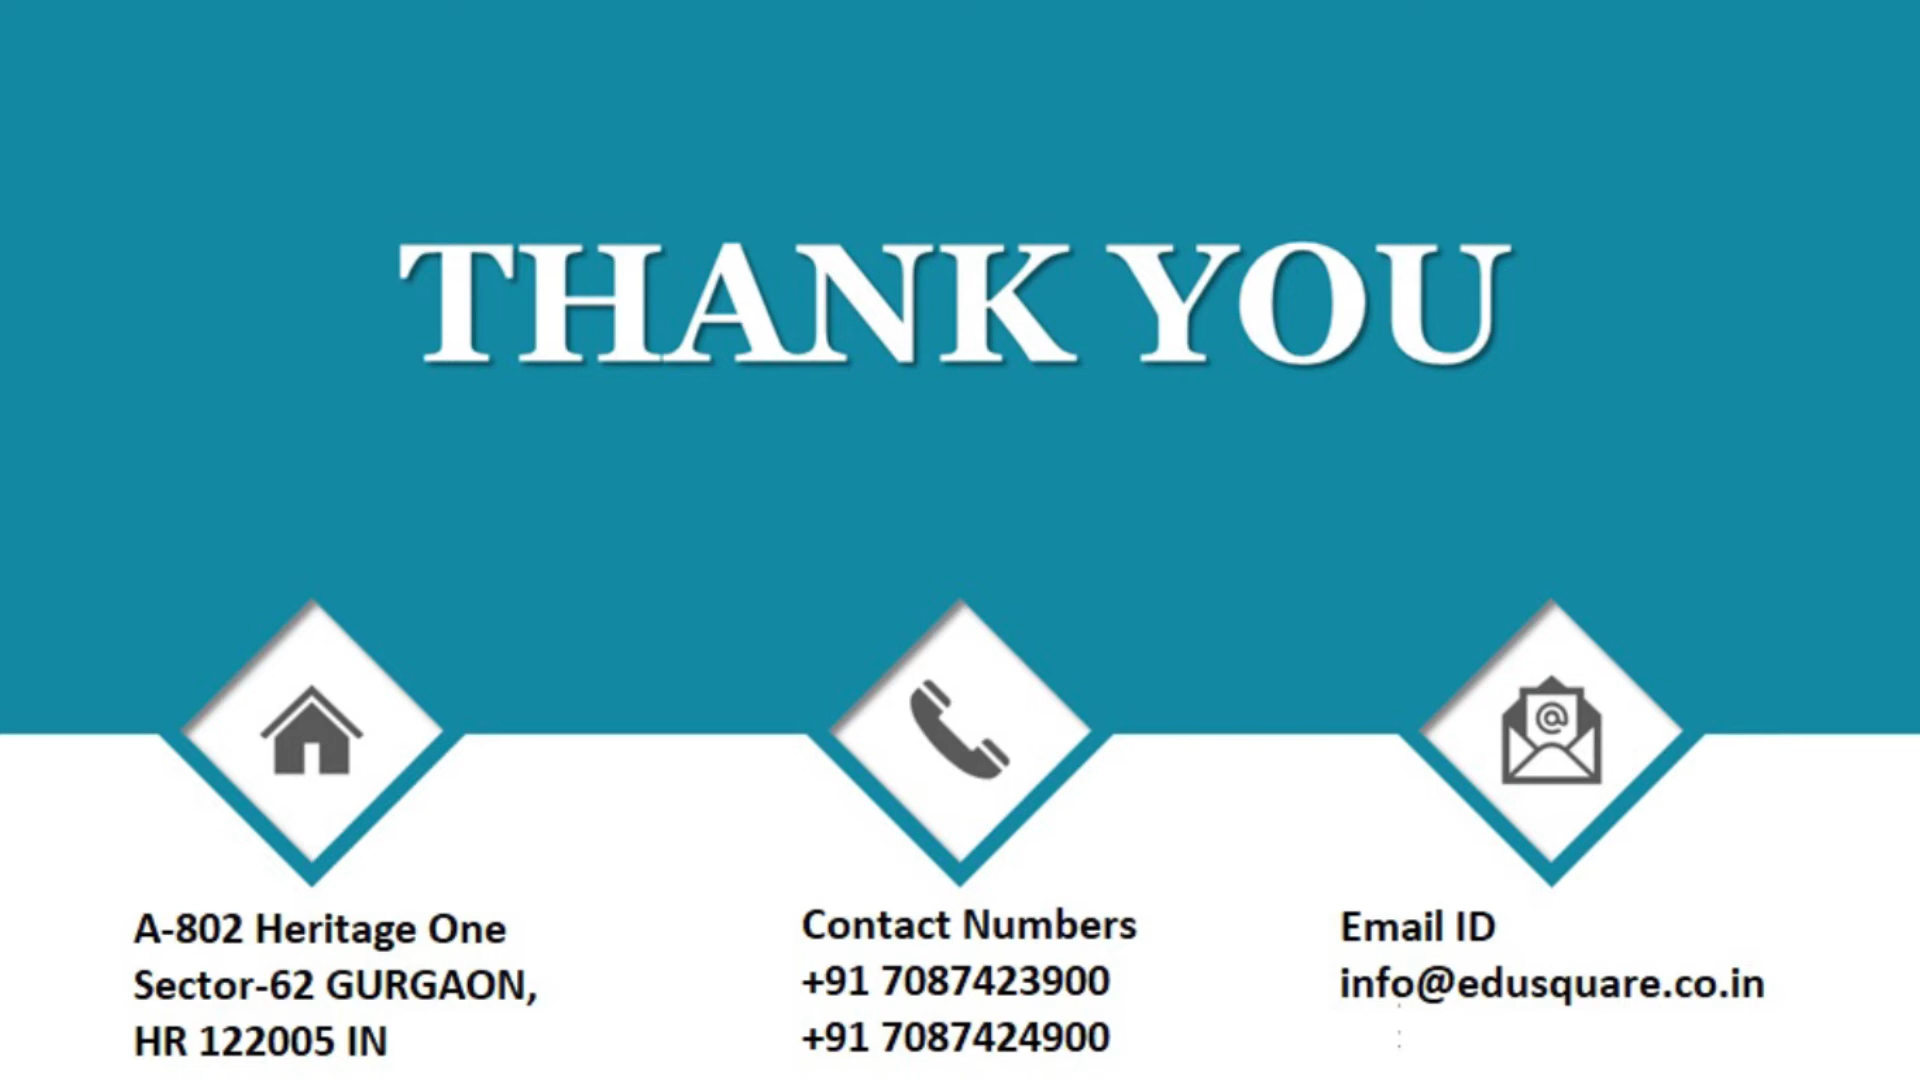 THANK YOU
A-802 Heritage One
Sector-62 GURGAON,
HR 122005 IN
Contact Numbers
+91 7087423900
+91 7087424900
Email ID
info@edusquare.co.in